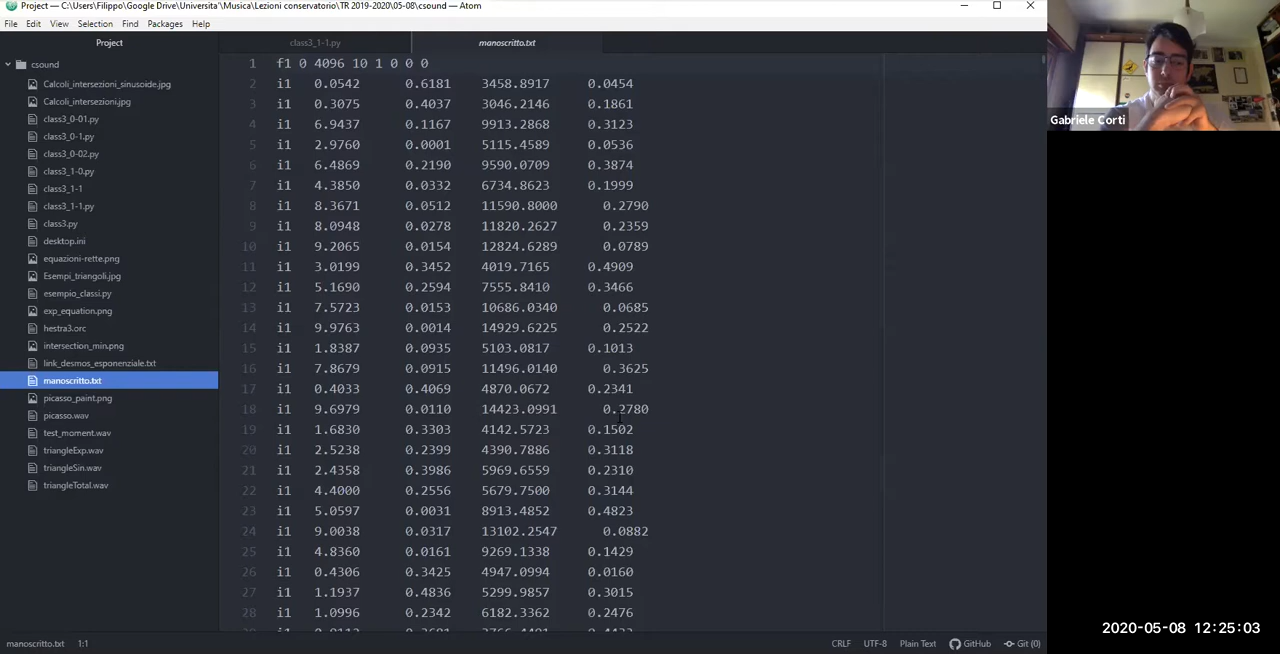 Project — C:\Users\Filippo\Google Drive\Universita'\Musica\Lezioni conservatorio\TR 2019-2020\05-08\csound — Atom
File Edit View Selection Find Packages Help
Project
class3_1-1.py
manoscritto.txt
csound
Calcoli_intersezioni_sinusoide.jpg
Calcoli_intersezioni.jpg
class3_0-01.py
class3_0-1.py
class3_0-02.py
class3_1-0.py
class3_1-1
class3_1-1.py
class3.py
desktop.ini
equazioni-rette.png
Esempi_triangoli.jpg
esempio_classi.py
exp_equation.png
hestra3.orc
intersection_min.png
link_desmos_esponenziale.txt
manoscritto.txt
picasso_paint.png
picasso.wav
test_moment.wav
triangleExp.wav
triangleSin.wav
triangleTotal.wav
1 f1 0 4096 10 1 0 0 0
2 i1 0.0542 0.6181 3458.8917 0.0454
3 i1 0.3075 0.4037 3046.2146 0.1861
4 i1 6.9437 0.1167 9913.2868 0.3123
5 i1 2.9760 0.0001 5115.4589 0.0536
6 i1 6.4869 0.2190 9590.0709 0.3874
7 i1 4.3850 0.0332 6734.8623 0.1999
8 i1 8.3671 0.0512 11590.8000 0.2790
9 i1 8.0948 0.0278 11820.2627 0.2359
10 i1 9.2065 0.0154 12824.6289 0.0789
11 i1 3.0199 0.3452 4019.7165 0.4909
12 i1 5.1690 0.2594 7555.8410 0.3466
13 i1 7.5723 0.0153 10686.0340 0.0685
14 i1 9.9763 0.0014 14929.6225 0.2522
15 i1 1.8387 0.0935 5103.0817 0.1013
16 i1 7.8679 0.0915 11496.0140 0.3625
17 i1 0.4033 0.4069 4870.0672 0.2341
18 i1 9.6979 0.0110 14423.0991 0.2780
19 i1 1.6830 0.3303 4142.5723 0.1502
20 i1 2.5238 0.2399 4390.7886 0.3118
21 i1 2.4358 0.3986 5969.6559 0.2310
22 i1 4.4000 0.2556 5679.7500 0.3144
23 i1 5.0597 0.0031 8913.4852 0.4823
24 i1 9.0038 0.0317 13102.2547 0.0882
25 i1 4.8360 0.0161 9269.1338 0.1429
26 i1 0.4306 0.3425 4947.0994 0.0160
27 i1 1.1937 0.4836 5299.9857 0.3015
28 i1 1.0996 0.2342 6182.3362 0.2476
manoscritto.txt 1:1
CRLF UTF-8 Plain Text GitHub Git (0)
Gabriele Corti
2020-05-08 12:25:03